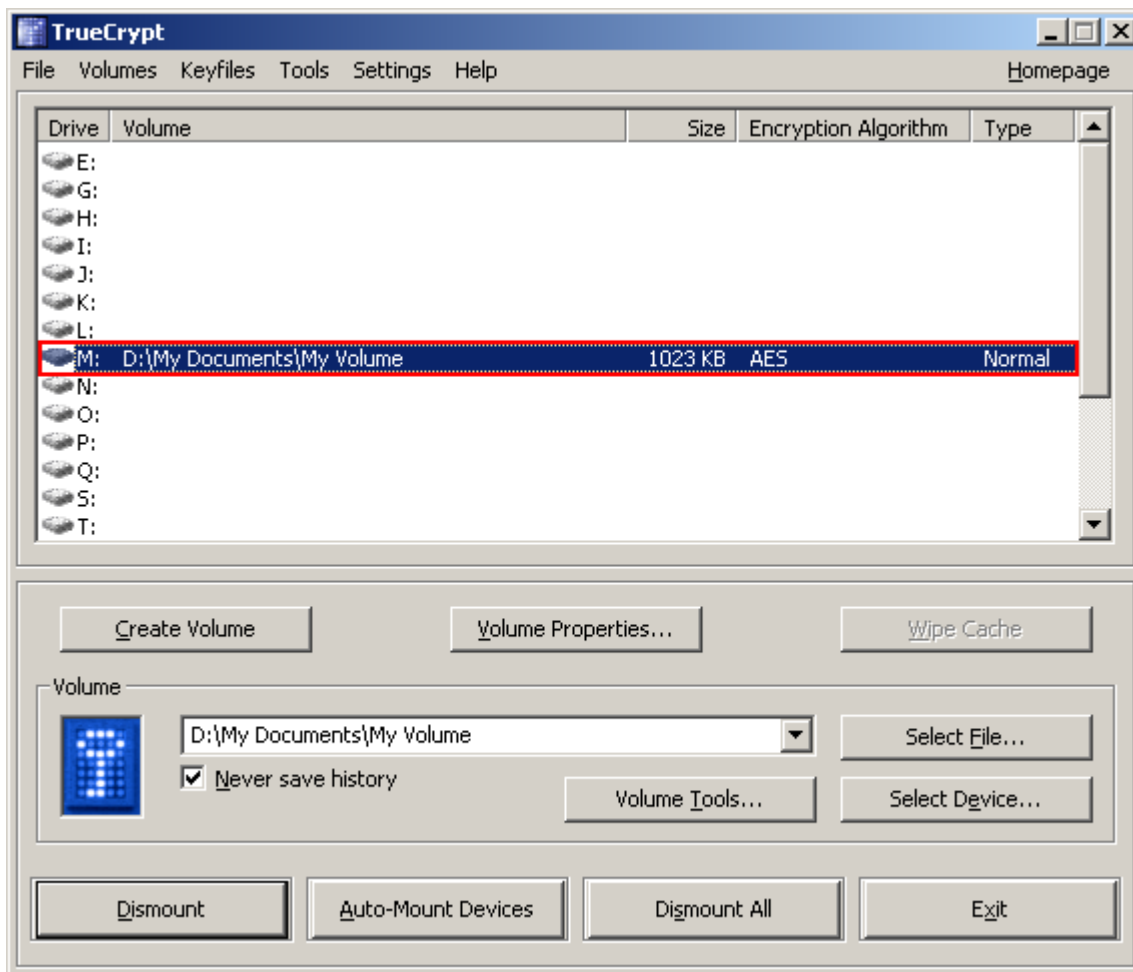 TrueCrypt
File Volumes Keyfiles Tools Settings Help Homepage
Drive Volume Size Encryption Algorithm Type
E:
G:
H:
I:
J:
K:
L:
M: D:\My Documents\My Volume 1023 KB AES Normal
N:
O:
P:
Q:
S:
T:
Create Volume Volume Properties... Wipe Cache
Volume
D:\My Documents\My Volume Select File...
Never save history
Volume Tools... Select Device...
Dismount Auto-Mount Devices Dismount All Exit